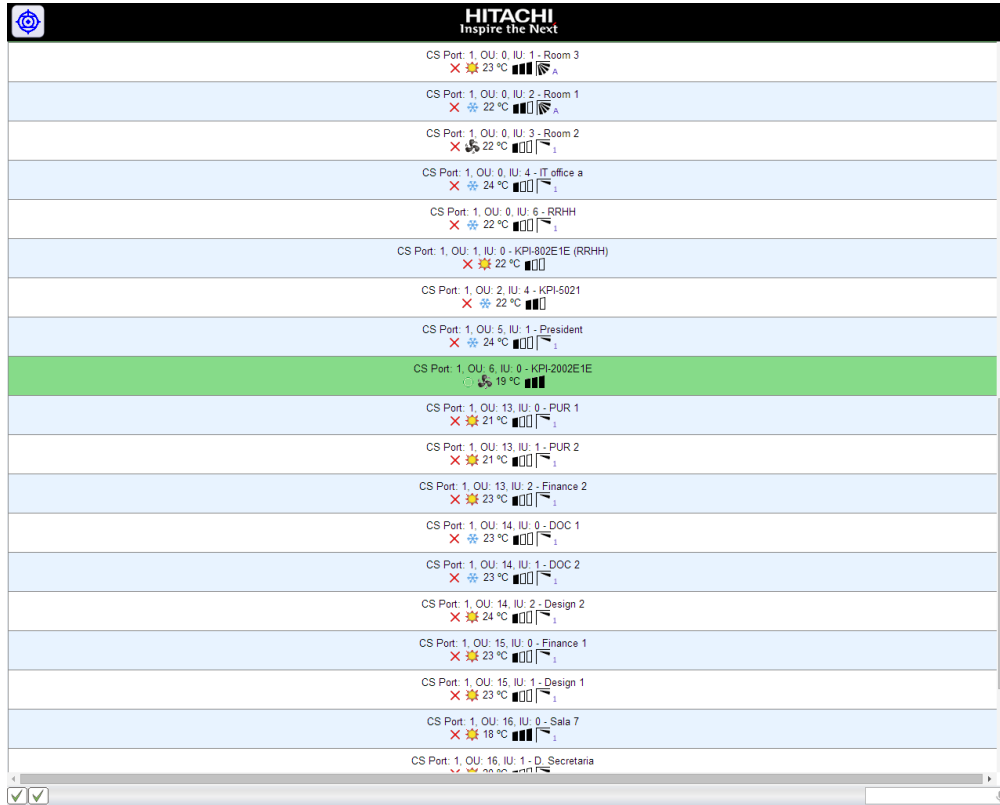 HITACHI
Inspire the Next
CS Port: 1, OU: 0, IU: 1 - Room 3
23 ºC A
CS Port: 1, OU: 0, IU: 2 - Room 1
22 ºC A
CS Port: 1, OU: 0, IU: 3 - Room 2
22 ºC 1
CS Port: 1, OU: 0, IU: 4 - IT office a
24 ºC 1
CS Port: 1, OU: 0, IU: 6 - RRHH
22 ºC 1
CS Port: 1, OU: 1, IU: 0 - KPI-802E1E (RRHH)
22 ºC
CS Port: 1, OU: 2, IU: 4 - KPI-5021
22 ºC
CS Port: 1, OU: 5, IU: 1 - President
24 ºC 1
CS Port: 1, OU: 6, IU: 0 - KPI-2002E1E
19 ºC
CS Port: 1, OU: 13, IU: 0 - PUR 1
21 ºC 1
CS Port: 1, OU: 13, IU: 1 - PUR 2
21 ºC 1
CS Port: 1, OU: 13, IU: 2 - Finance 2
23 ºC 1
CS Port: 1, OU: 14, IU: 0 - DOC 1
23 ºC 1
CS Port: 1, OU: 14, IU: 1 - DOC 2
23 ºC 1
CS Port: 1, OU: 14, IU: 2 - Design 2
24 ºC 1
CS Port: 1, OU: 15, IU: 0 - Finance 1
23 ºC 1
CS Port: 1, OU: 15, IU: 1 - Design 1
23 ºC 1
CS Port: 1, OU: 16, IU: 0 - Sala 7
18 ºC 1
CS Port: 1, OU: 16, IU: 1 - D. Secretaria